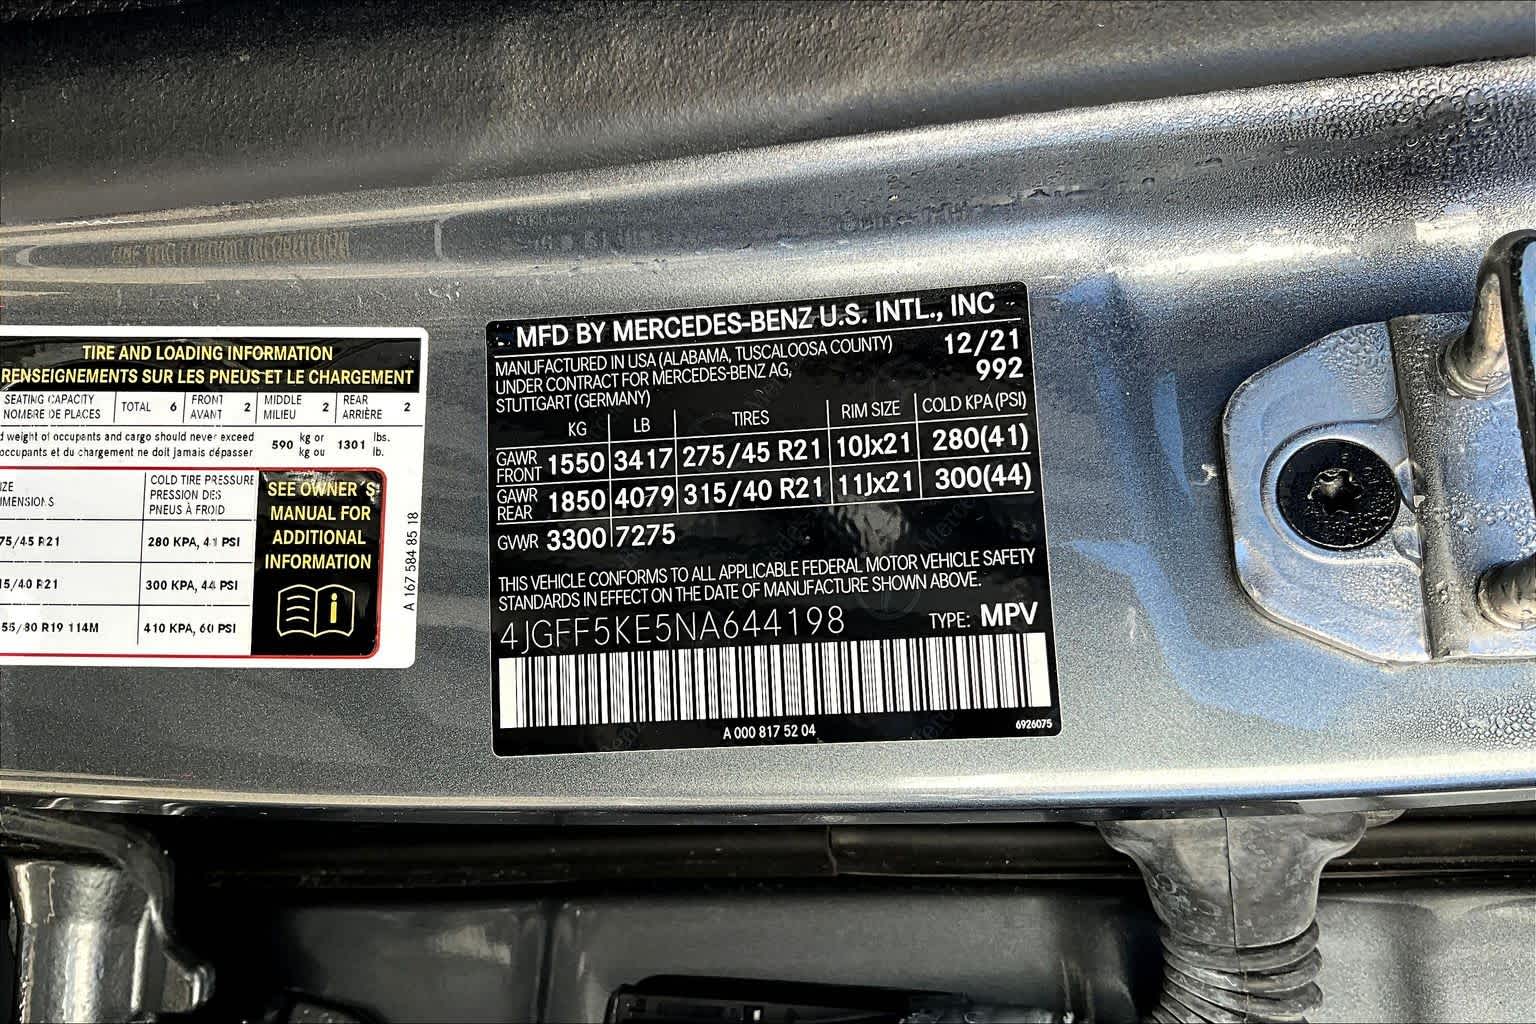 TIRE AND LOADING INFORMATION
RENSEIGNEMENTS SUR LES PNEUS ET LE CHARGEMENT
SEATING CAPACITY
NOMBRE DE PLACES
TOTAL 6
FRONT
AVANT 2
MIDDLE
MILIEU 2
REAR
ARRIÈRE 2
d weight of occupants and cargo should never exceed
occupants et du chargement ne doit jamais dépasser
590 kg or
kg ou
1301 lbs.
lb.
COLD TIRE PRESSURE
PRESSION DES
PNEUS À FROID
75/45 R21 280 KPA, 41 PSI
15/40 R21 300 KPA, 44 PSI
55/80 R19 114M 410 KPA, 60 PSI
SEE OWNER´S
MANUAL FOR
ADDITIONAL
INFORMATION
A 167 584 85 18
MFD BY MERCEDES-BENZ U.S. INTL., INC
MANUFACTURED IN USA (ALABAMA, TUSCALOOSA COUNTY)
UNDER CONTRACT FOR MERCEDES-BENZ AG,
STUTTGART (GERMANY)
12/21
992
KG LB TIRES RIM SIZE COLD KPA (PSI)
GAWR
FRONT 1550 3417 275/45 R21 10Jx21 280(41)
GAWR
REAR 1850 4079 315/40 R21 11Jx21 300(44)
GVWR 3300 7275
THIS VEHICLE CONFORMS TO ALL APPLICABLE FEDERAL MOTOR VEHICLE SAFETY
STANDARDS IN EFFECT ON THE DATE OF MANUFACTURE SHOWN ABOVE.
4JGFF5KE5NA644198 TYPE: MPV
A 000 817 52 04
6926075